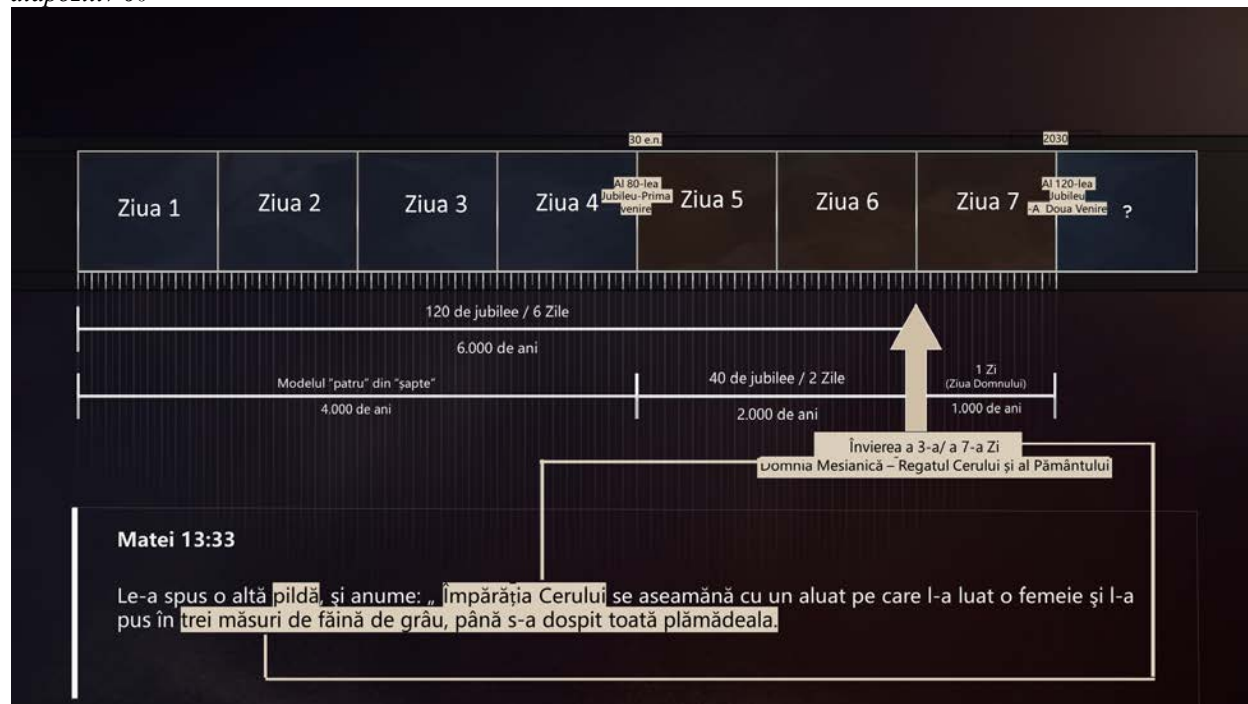 30 e.n.
2030
Ziua 1
Ziua 2
Ziua 3
Ziua 4
Al 80-lea
Jubileu-Prima
venire
Ziua 5
Ziua 6
Ziua 7
Al 120-lea
Jubileu
-A Doua Venire
?
120 de jubilee / 6 Zile
6.000 de ani
Modelul "patru" din "șapte"
4.000 de ani
40 de jubilee / 2 Zile
2.000 de ani
1 Zi
(Ziua Domnului)
1.000 de ani
Învierea a 3-a/ a 7-a Zi
Domnia Mesianică – Regatul Cerului și al Pământului
Matei 13:33
Le-a spus o altă pildă, și anume: „ Împărăția Cerului se aseamănă cu un aluat pe care l-a luat o femeie şi l-a
pus în trei măsuri de făină de grâu, până s-a dospit toată plămădeala.